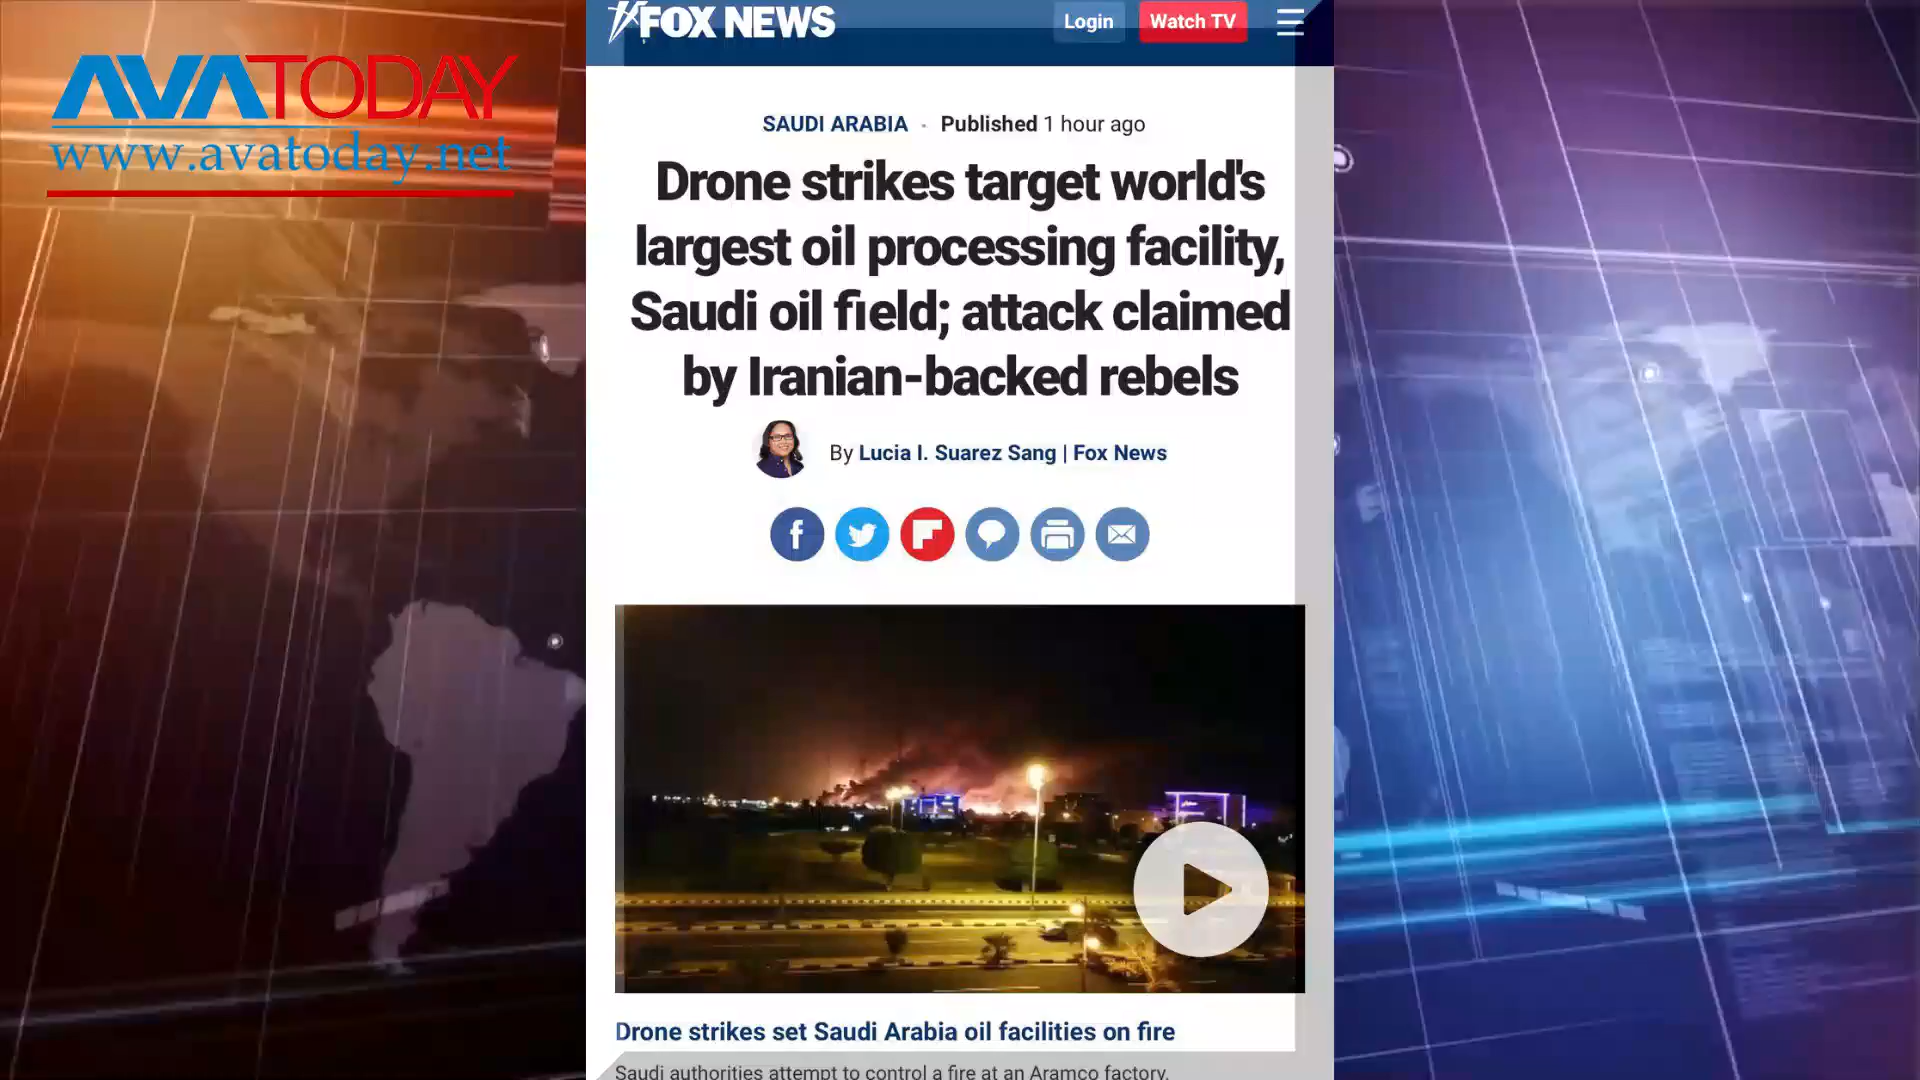 AVATODAY
www.avatoday.net
FOX NEWS
Login
Watch TV
SAUDI ARABIA · Published 1 hour ago
Drone strikes target world's
largest oil processing facility,
Saudi oil field; attack claimed
by Iranian-backed rebels
By Lucia I. Suarez Sang | Fox News
Drone strikes set Saudi Arabia oil facilities on fire
Saudi authorities attempt to control a fire at an Aramco factory.